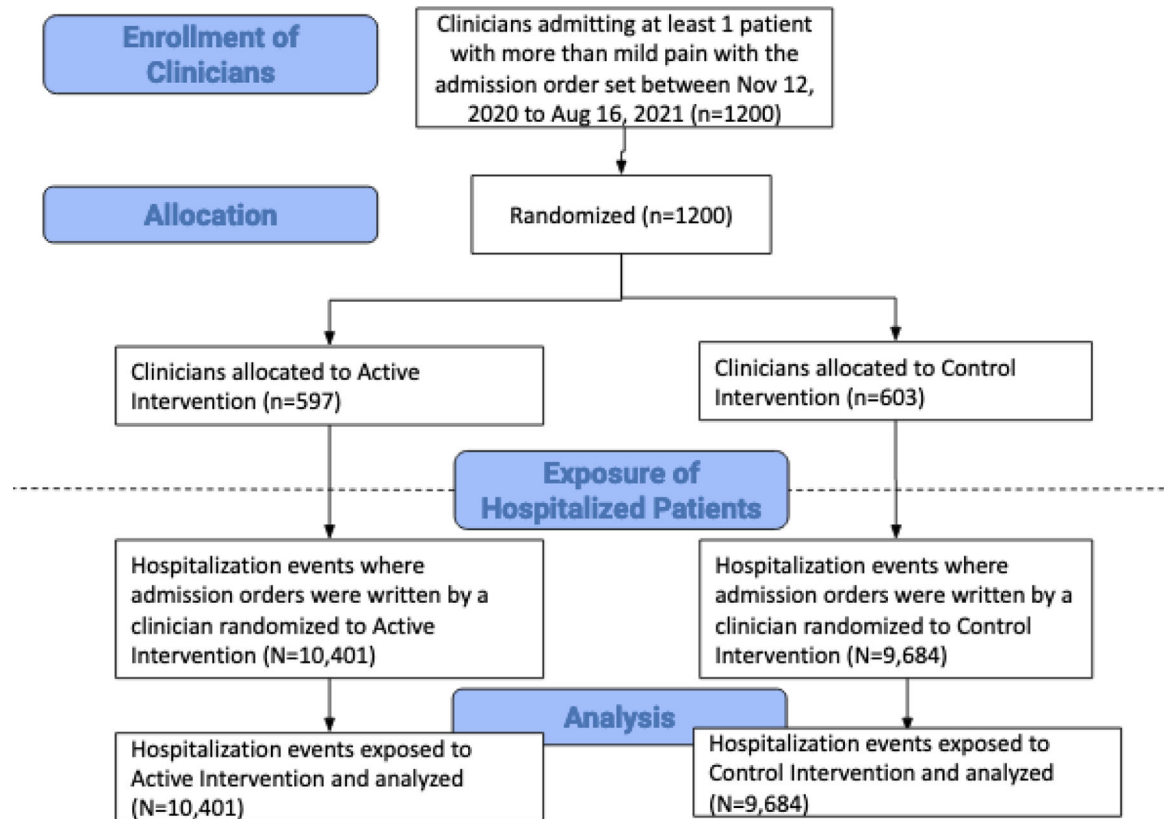 Enrollment of
Clinicians
Clinicians admitting at least 1 patient
with more than mild pain with the
admission order set between Nov 12,
2020 to Aug 16, 2021 (n=1200)
Allocation
Randomized (n=1200)
Clinicians allocated to Active
Intervention (n=597)
Clinicians allocated to Control
Intervention (n=603)
Exposure of
Hospitalized Patients
Hospitalization events where
admission orders were written by a
clinician randomized to Active
Intervention (N=10,401)
Hospitalization events where
admission orders were written by a
clinician randomized to Control
Intervention (N=9,684)
Analysis
Hospitalization events exposed to
Active Intervention and analyzed
(N=10,401)
Hospitalization events exposed to
Control Intervention and analyzed
(N=9,684)